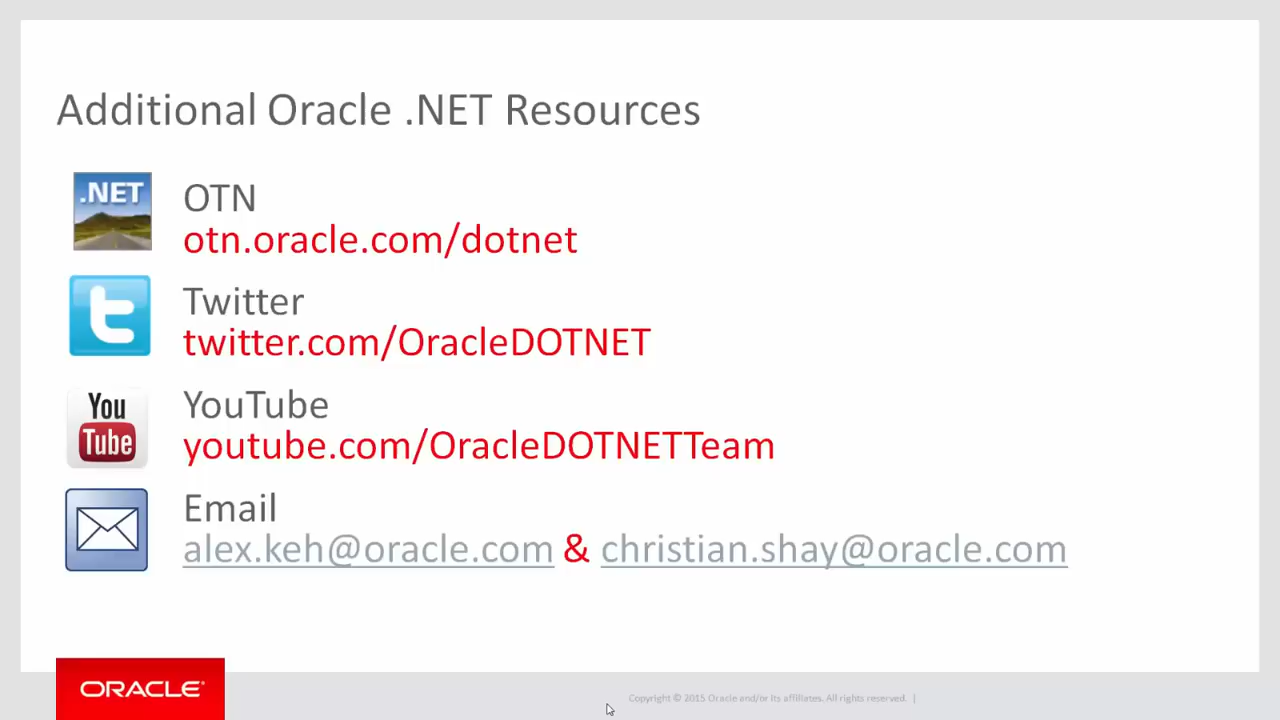 Additional Oracle .NET Resources
.NET
OTN
otn.oracle.com/dotnet
t
Twitter
twitter.com/OracleDOTNET
You
Tube
YouTube
youtube.com/OracleDOTNETTeam
Email
alex.keh@oracle.com & christian.shay@oracle.com
ORACLE®
Copyright © 2015 Oracle and/or its affiliates. All rights reserved. |